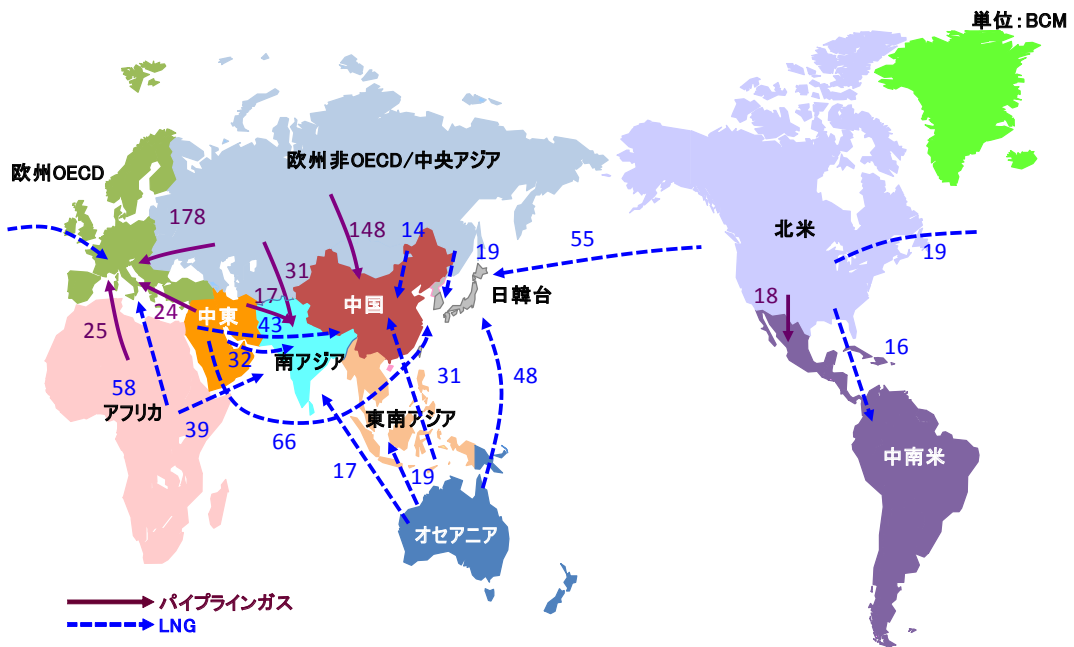 単位：BCM
欧州OECD
欧州非OECD/中央アジア
178
148
14
19
55
北米
19
31
日韓台
17
中国
18
24
中東
43
25
32
南アジア
16
58
31
48
アフリカ
39
66
東南アジア
17
19
中南米
オセアニア
パイプラインガス
LNG